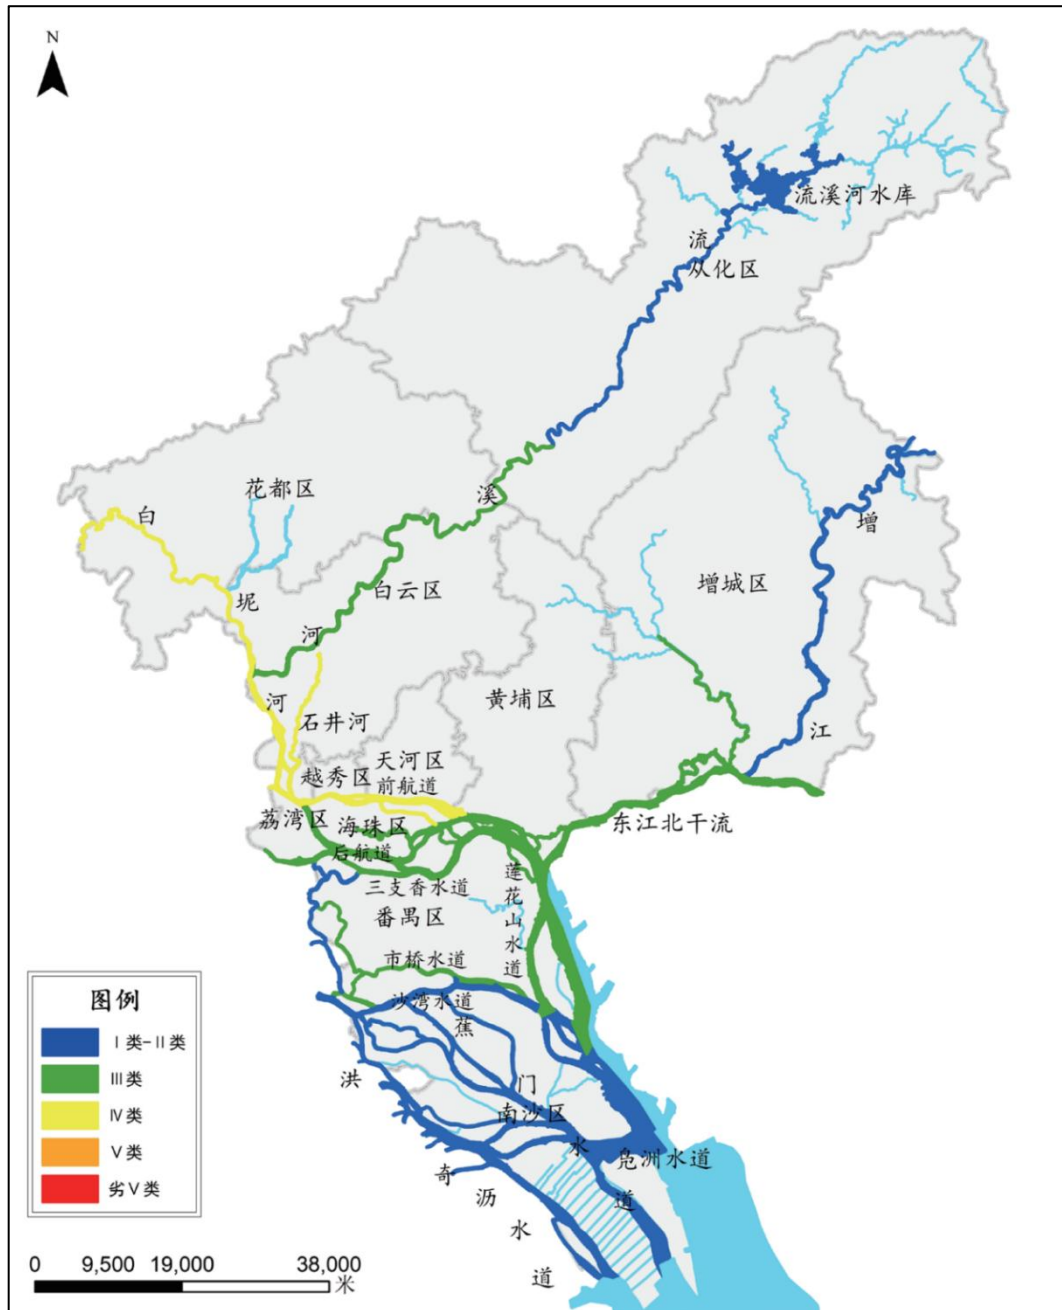 N
流溪河水库
流
从化区
溪
花都区
白
增
坭
白云区
增城区
河
河
石井河
黄埔区
江
天河区
越秀区
前航道
荔湾区
海珠区
东江北干流
后航道
三支香水道
莲花山水道
番禺区
市桥水道
沙湾水道
蕉
洪
门
南沙区
水
凫洲水道
奇
沥
道
水
道
图例
Ⅰ类-Ⅱ类
Ⅲ类
Ⅳ类
Ⅴ类
劣Ⅴ类
0 9,500 19,000 38,000
米